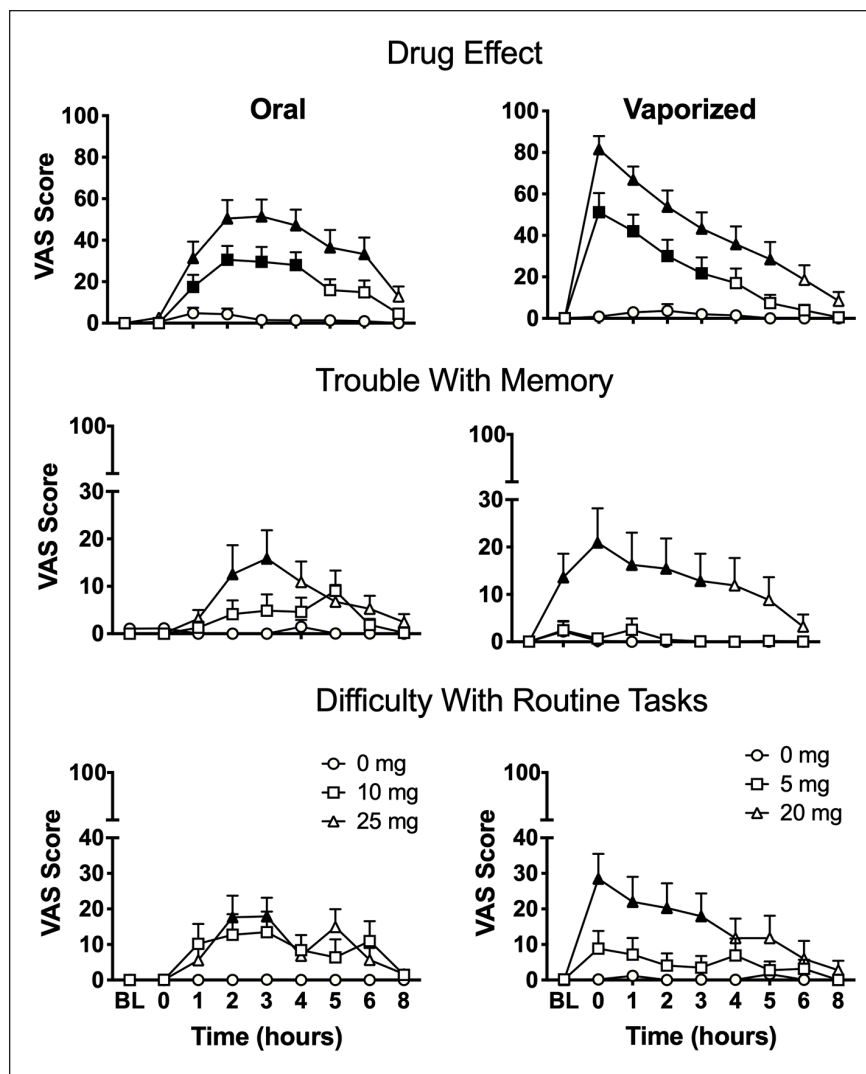 Drug Effect
Oral
Vaporized
VAS Score
100
80
60
40
20
0
100
80
60
40
20
0
Trouble With Memory
VAS Score
100
30
20
10
0
100
30
20
10
0
Difficulty With Routine Tasks
VAS Score
100
40
30
20
10
0
0 mg
10 mg
25 mg
BL 0 1 2 3 4 5 6 8
Time (hours)
VAS Score
100
40
30
20
10
0
0 mg
5 mg
20 mg
BL 0 1 2 3 4 5 6 8
Time (hours)